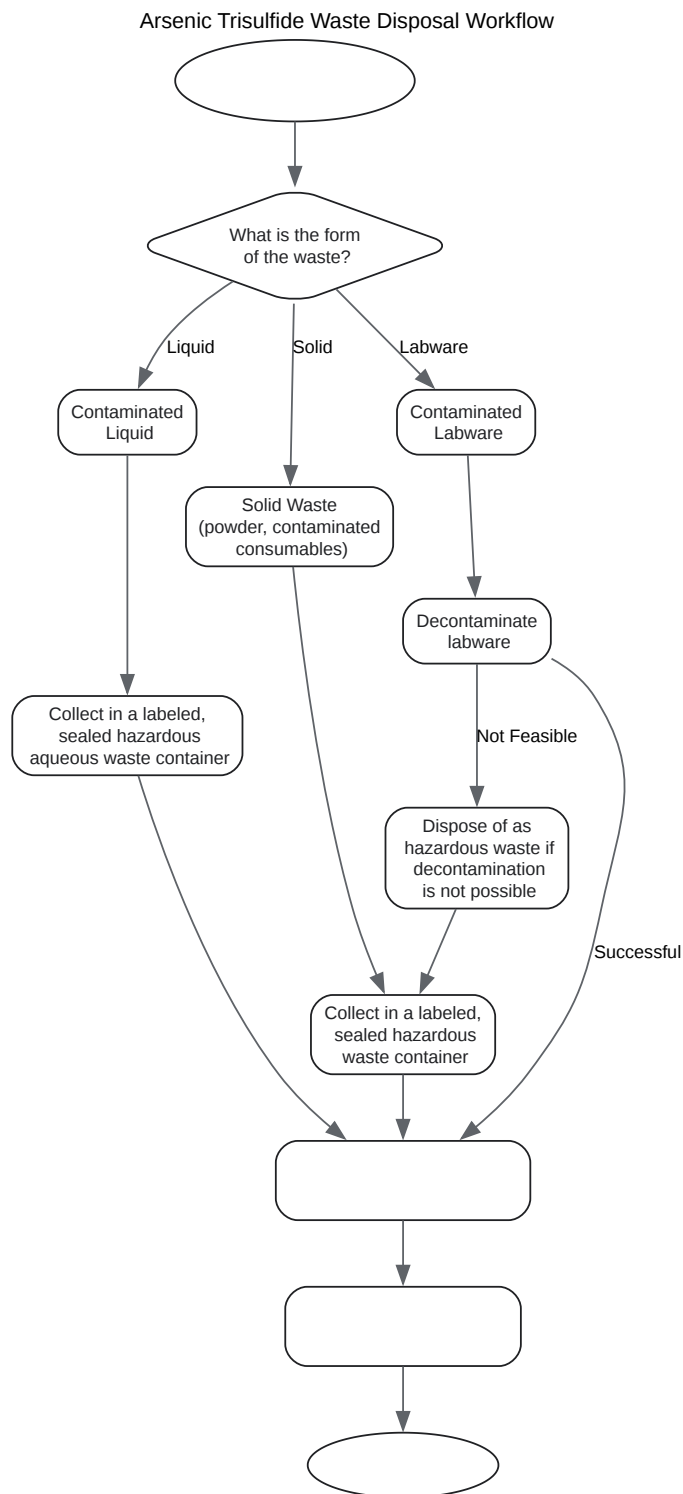 Arsenic Trisulfide Waste Disposal Workflow
What is the form
of the waste?
Liquid
Solid
Labware
Contaminated
Liquid
Contaminated
Labware
Solid Waste
(powder, contaminated
consumables)
Decontaminate
labware
Collect in a labeled,
sealed hazardous
aqueous waste container
Not Feasible
Dispose of as
hazardous waste if
decontamination
is not possible
Successful
Collect in a labeled,
sealed hazardous
waste container